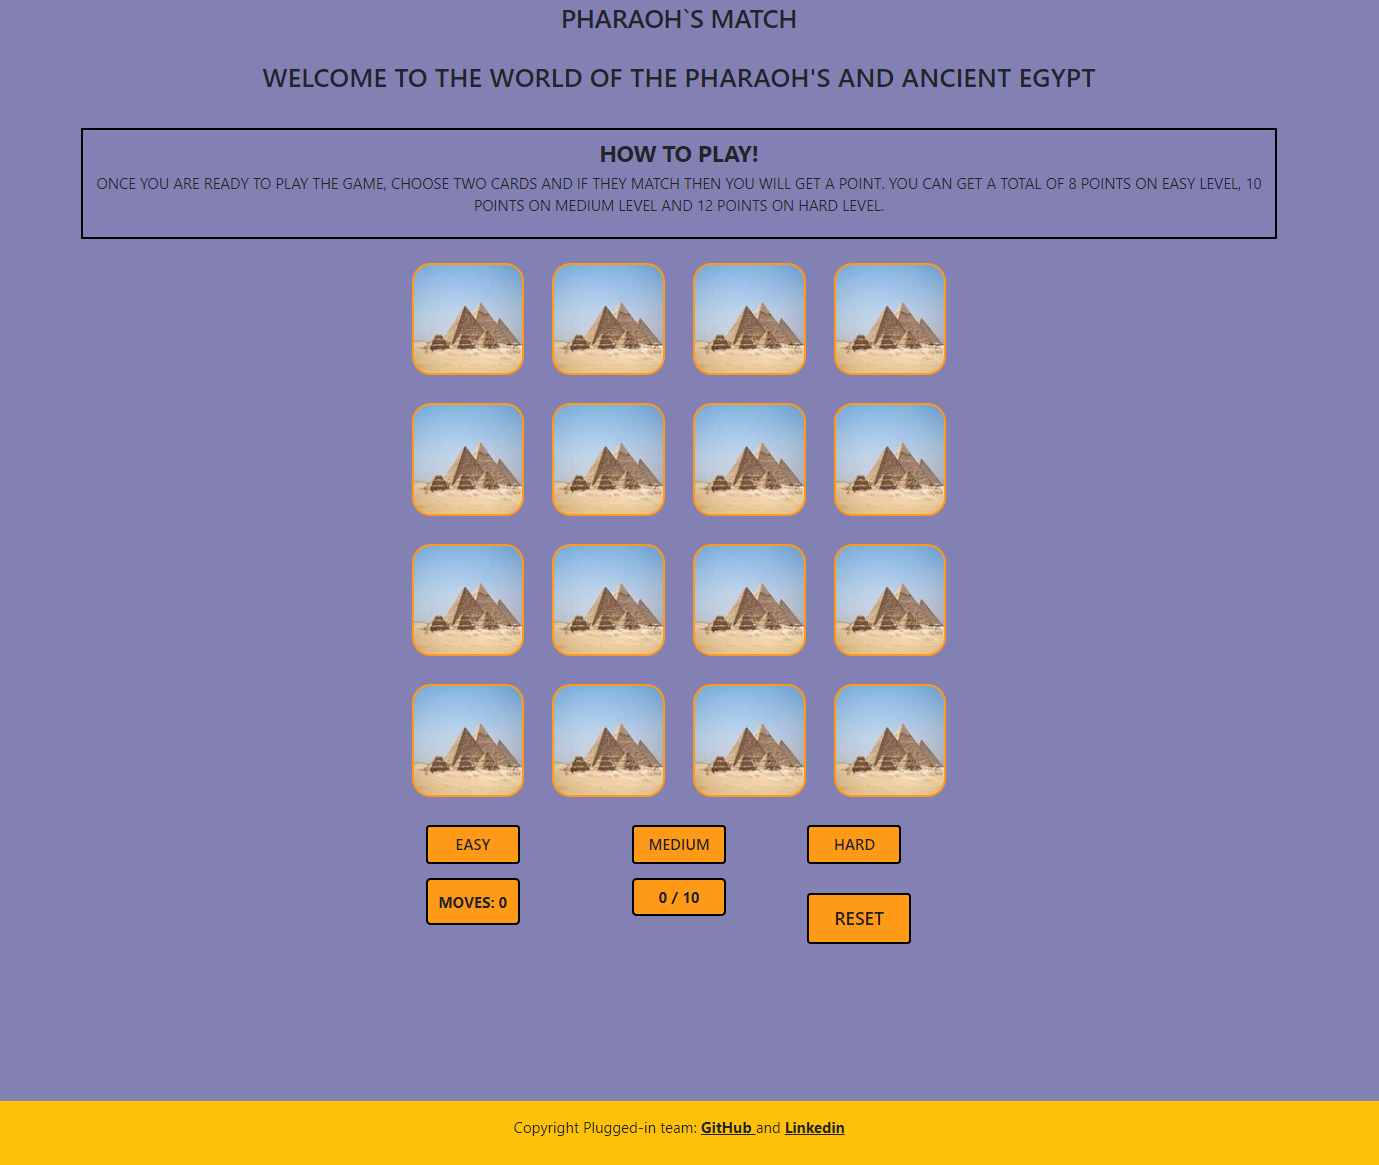 PHARAOH`S MATCH
WELCOME TO THE WORLD OF THE PHARAOH'S AND ANCIENT EGYPT
HOW TO PLAY!
ONCE YOU ARE READY TO PLAY THE GAME, CHOOSE TWO CARDS AND IF THEY MATCH THEN YOU WILL GET A POINT. YOU CAN GET A TOTAL OF 8 POINTS ON EASY LEVEL, 10
POINTS ON MEDIUM LEVEL AND 12 POINTS ON HARD LEVEL.
EASY MEDIUM HARD
MOVES: 0 0 / 10
RESET
Copyright Plugged-in team: GitHub and Linkedin